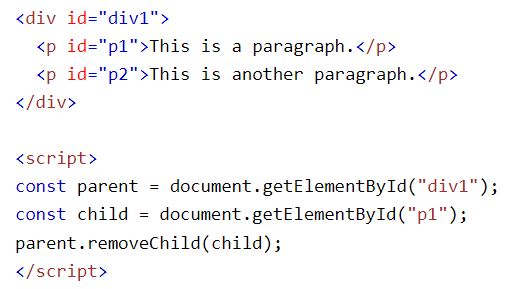 <div id="div1">
  <p id="p1">This is a paragraph.</p>
  <p id="p2">This is another paragraph.</p>
</div>

<script>
const parent = document.getElementById("div1");
const child = document.getElementById("p1");
parent.removeChild(child);
</script>